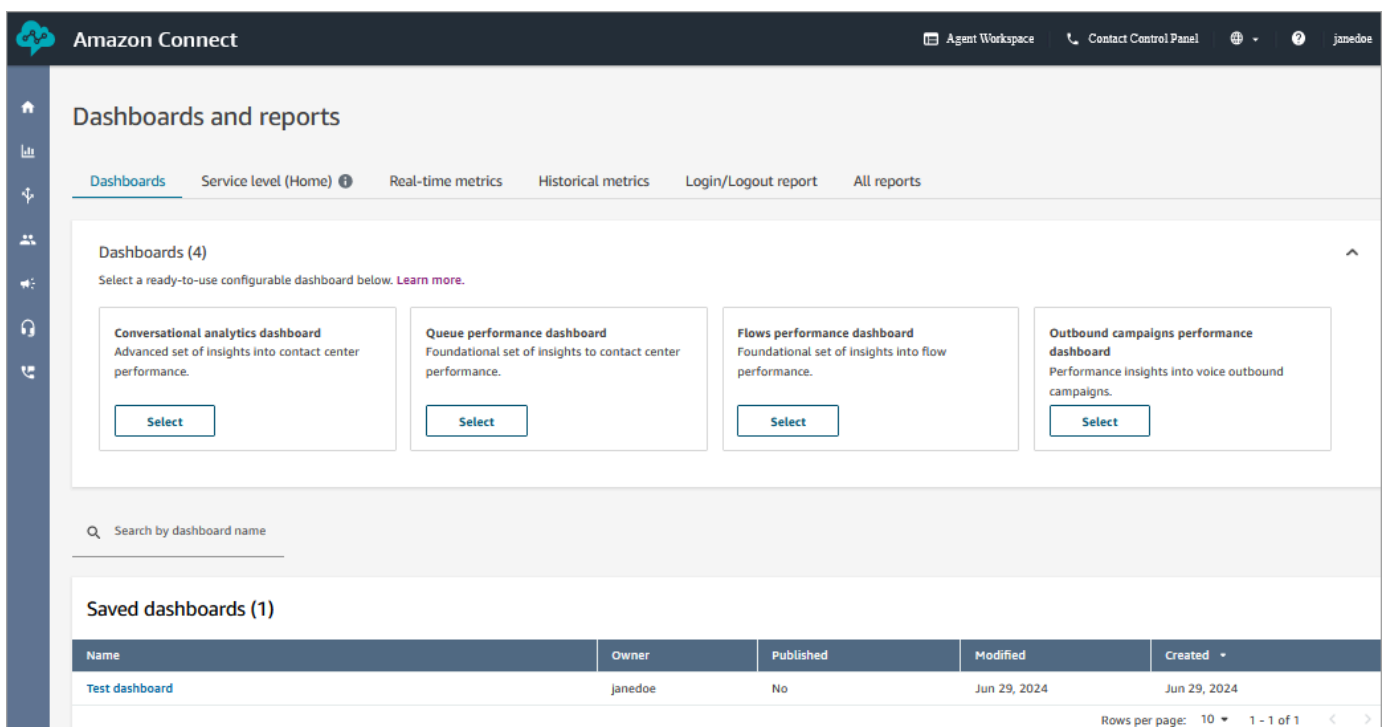 Amazon Connect
Agent Workspace
Contact Control Panel
janedoe
Dashboards and reports
Dashboards
Service level (Home)
Real-time metrics
Historical metrics
Login/Logout report
All reports
Dashboards (4)
Select a ready-to-use configurable dashboard below. Learn more.
Conversational analytics dashboard
Advanced set of insights into contact center
performance.
Select
Queue performance dashboard
Foundational set of insights to contact center
performance.
Select
Flows performance dashboard
Foundational set of insights into flow
performance.
Select
Outbound campaigns performance
dashboard
Performance insights into voice outbound
campaigns.
Select
Search by dashboard name
Saved dashboards (1)
Name Owner Published Modified Created
Test dashboard janedoe No Jun 29, 2024 Jun 29, 2024
Rows per page: 10 1 - 1 of 1